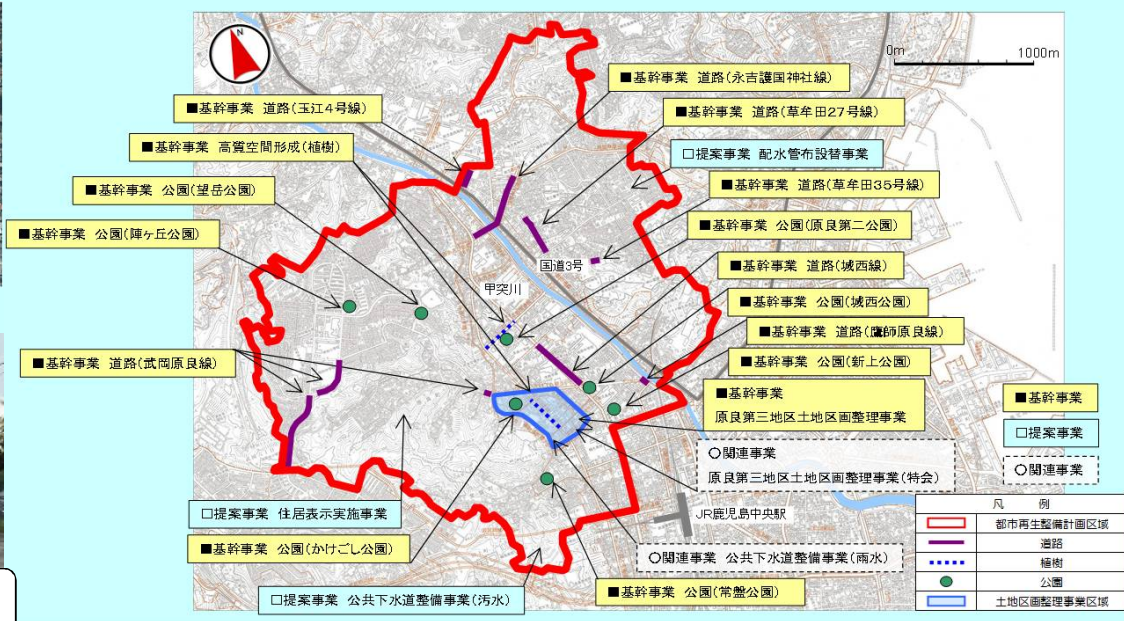 N
0m
1000m
■基幹事業 道路(永吉護国神社線)
■基幹事業 道路(玉江4号線)
■基幹事業 道路(草牟田27号線)
■基幹事業 高質空間形成(植樹)
□提案事業 配水管布設替事業
■基幹事業 公園(望岳公園)
■基幹事業 道路(草牟田35号線)
■基幹事業 公園(原良第二公園)
■基幹事業 公園(陣ヶ丘公園)
国道3号
■基幹事業 道路(城西線)
甲突川
■基幹事業 公園(城西公園)
■基幹事業 道路(鷹師原良線)
■基幹事業 道路(武岡原良線)
■基幹事業 公園(新上公園)
■基幹事業
原良第三地区土地区画整理事業
■基幹事業
□提案事業
○関連事業
○関連事業
原良第三地区土地区画整理事業(特会)
JR鹿児島中央駅
□提案事業 住居表示実施事業
■基幹事業 公園(かけごし公園)
○関連事業 公共下水道整備事業(雨水)
□提案事業 公共下水道整備事業(汚水)
■基幹事業 公園(常盤公園)
凡 例
都市再生整備計画区域
道路
植樹
公園
土地区画整理事業区域